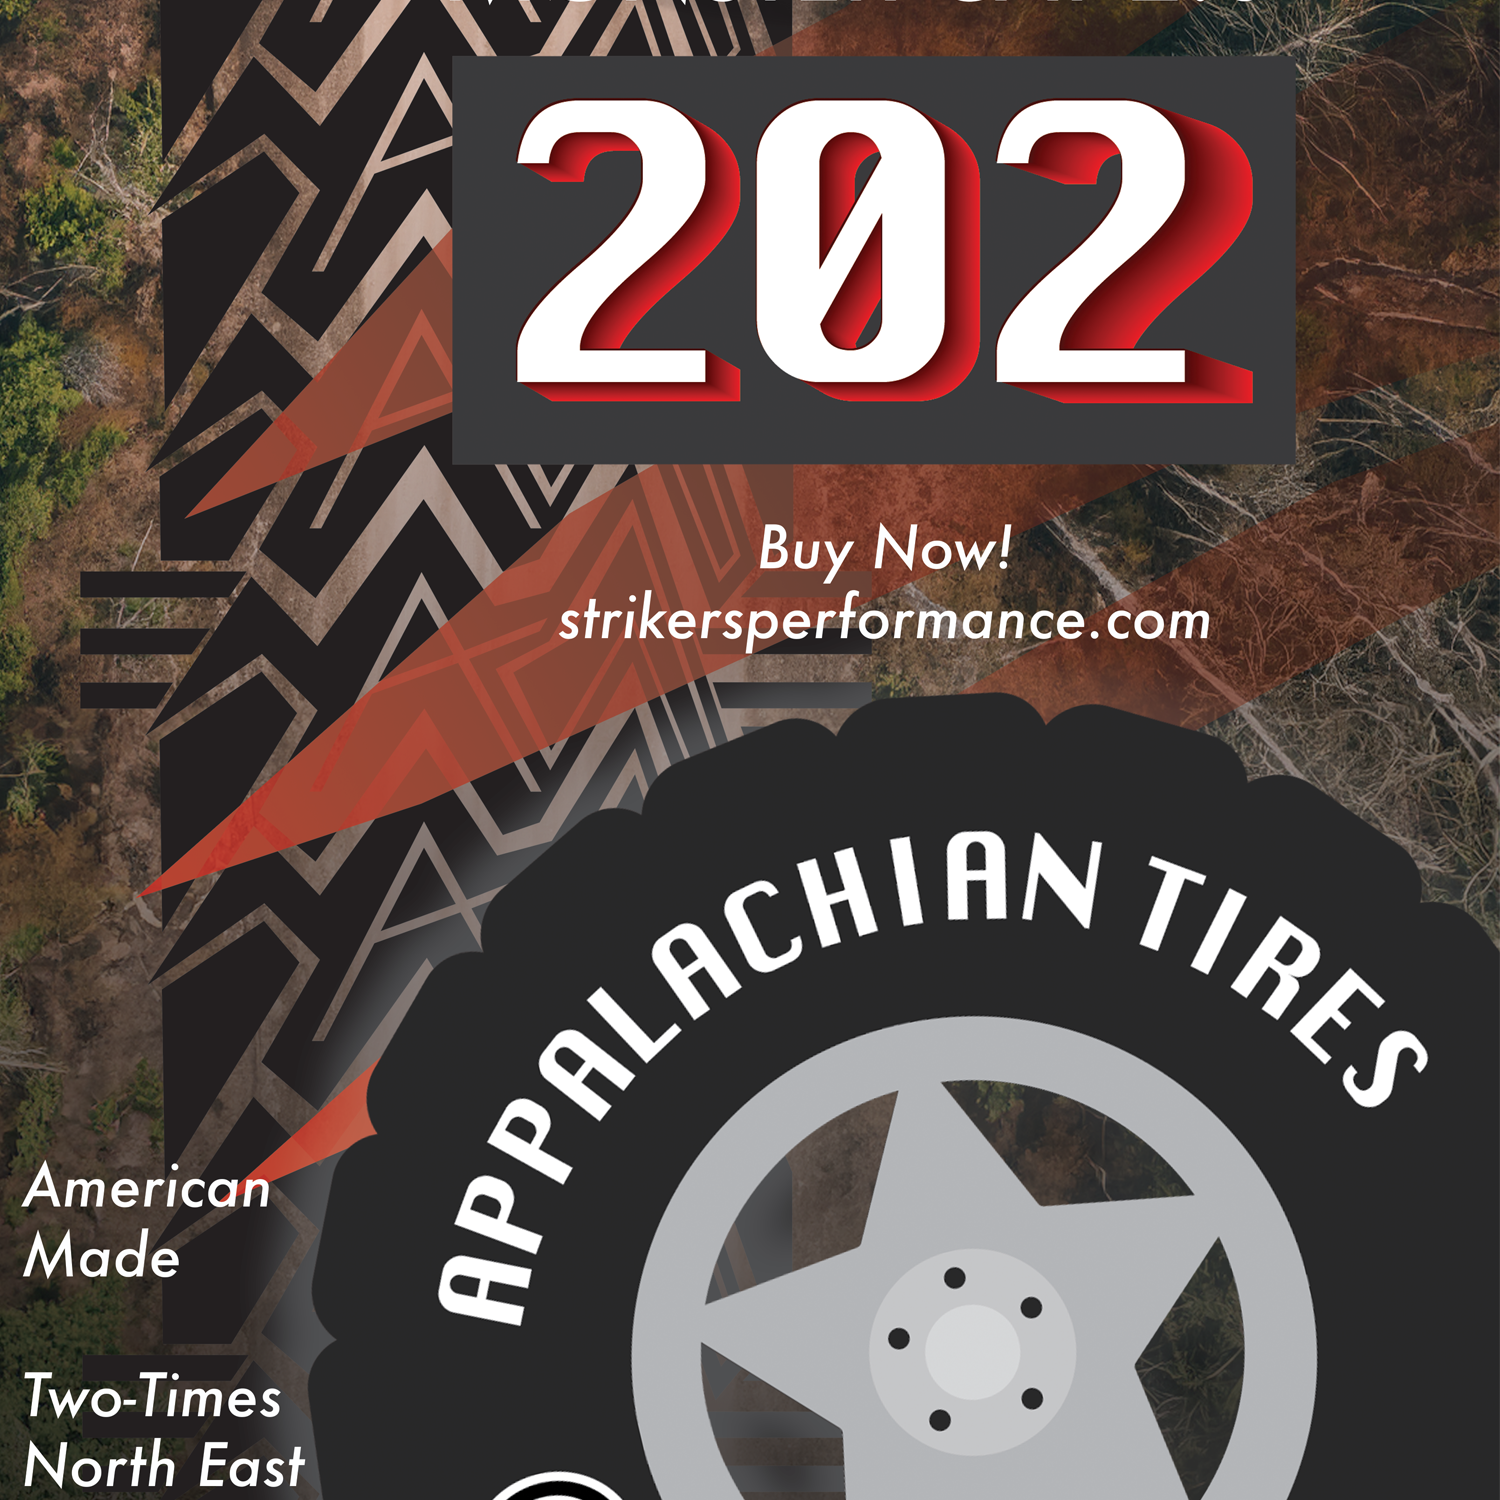 202
Buy Now!
strikersperformance.com
APPALACHIAN TIRES
American
Made
Two-Times
North East